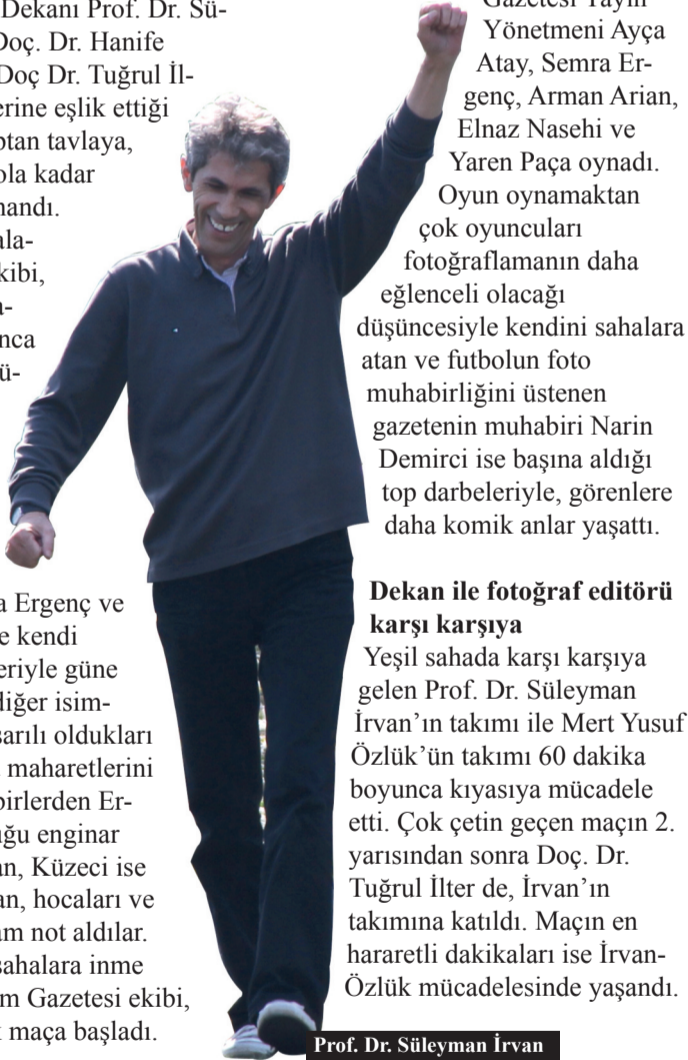 Dekanı Prof. Dr. Sü-
Doç. Dr. Hanife
Doç Dr. Tuğrul İl-
erine eşlik ettiği
ptan tavlaya,
ola kadar
nandı.
ala-
kibi,
a-
nca
ü-
a Ergenç ve
e kendi
eriyle güne
diğer isim-
sarılı oldukları
maharetlerini
birlerden Er-
uğu enginar
an, Küzeci ise
an, hocaları ve
am not aldılar.
sahalara inme
m Gazetesi ekibi,
k maça başladı.
Gazetesi Yayın
Yönetmeni Ayça
Atay, Semra Er-
genç, Arman Arian,
Elnaz Nasehi ve
Yaren Paça oynadı.
Oyun oynamaktan
çok oyuncuları
fotoğraflamanın daha
eğlenceli olacağı
düşüncesiyle kendini sahalara
atan ve futbolun foto
muhabirliğini üstenen
gazetenin muhabiri Narin
Demirci ise başına aldığı
top darbeleriyle, görenlere
daha komik anlar yaşattı.
Dekan ile fotoğraf editörü
karşı karşıya
Yeşil sahada karşı karşıya
gelen Prof. Dr. Süleyman
İrvan’ın takımı ile Mert Yusuf
Özlük’ün takımı 60 dakika
boyunca kıyasıya mücadele
etti. Çok çetin geçen maçın 2.
yarısından sonra Doç. Dr.
Tuğrul İlter de, İrvan’ın
takımına katıldı. Maçın en
hararetli dakikaları ise İrvan-
Özlük mücadelesinde yaşandı.
Prof. Dr. Süleyman İrvan